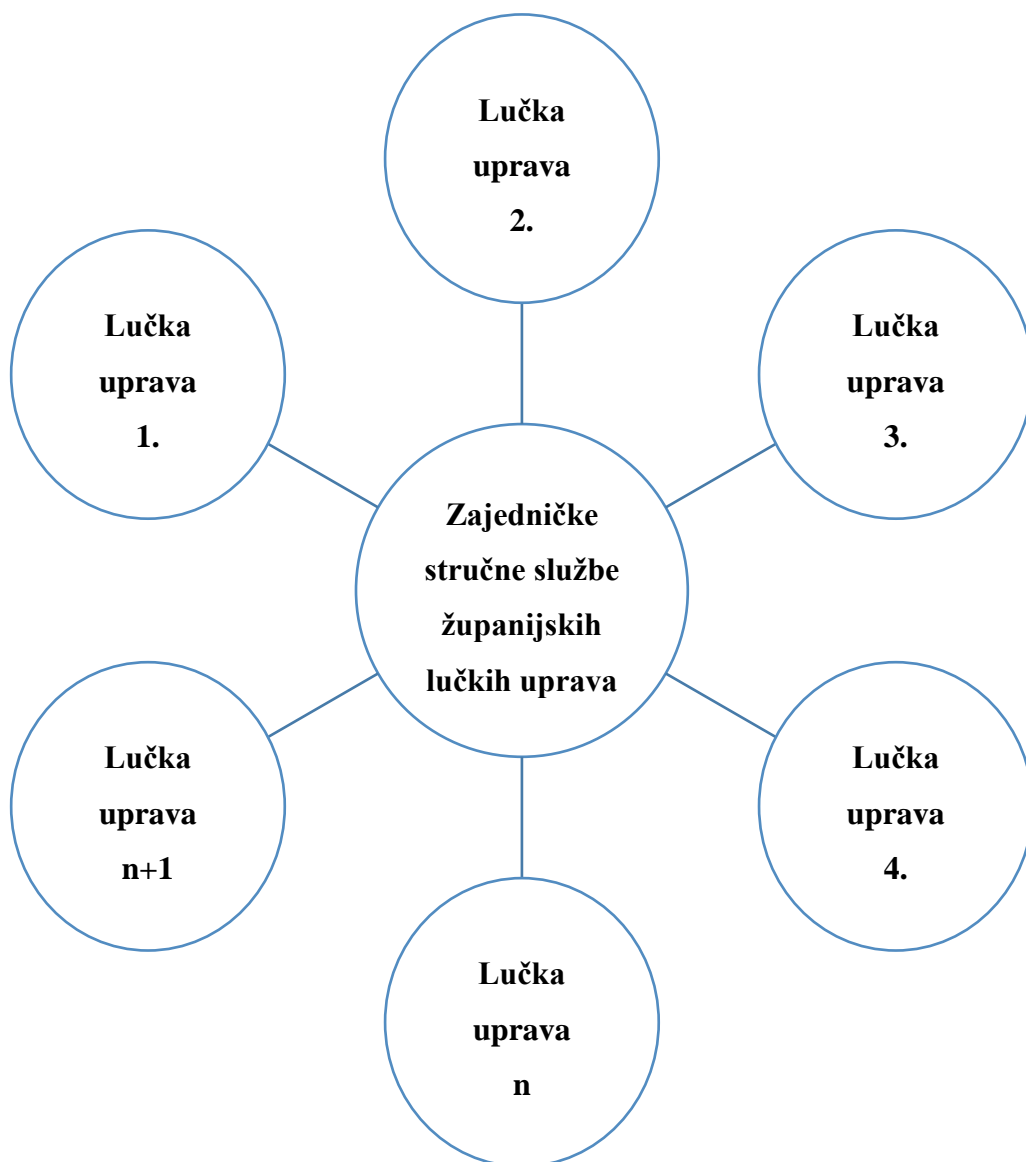 Lučka
uprava
2.
Lučka
uprava
1.
Lučka
uprava
3.
Zajedničke
stručne službe
županijskih
lučkih uprava
Lučka
uprava
n+1
Lučka
uprava
4.
Lučka
uprava
n